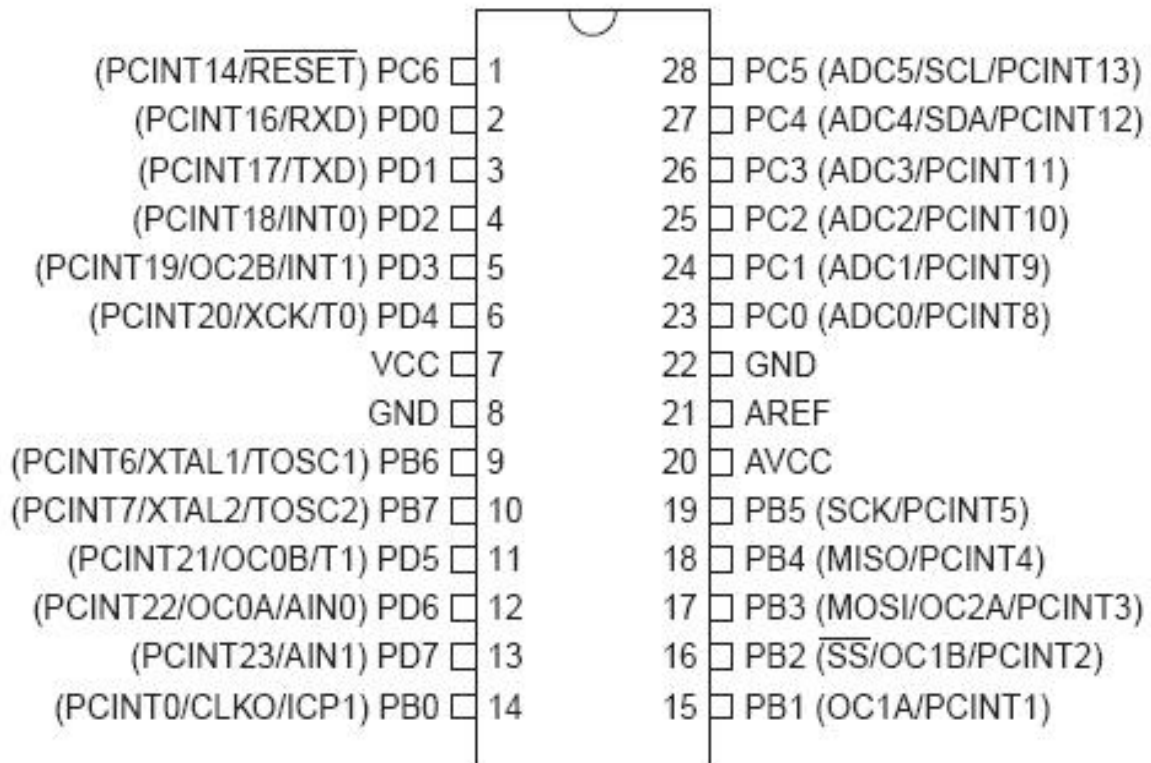 (PCINT14/RESET) PC6 1 28 PC5 (ADC5/SCL/PCINT13)
(PCINT16/RXD) PD0 2 27 PC4 (ADC4/SDA/PCINT12)
(PCINT17/TXD) PD1 3 26 PC3 (ADC3/PCINT11)
(PCINT18/INT0) PD2 4 25 PC2 (ADC2/PCINT10)
(PCINT19/OC2B/INT1) PD3 5 24 PC1 (ADC1/PCINT9)
(PCINT20/XCK/T0) PD4 6 23 PC0 (ADC0/PCINT8)
VCC 7 22 GND
GND 8 21 AREF
(PCINT6/XTAL1/TOSC1) PB6 9 20 AVCC
(PCINT7/XTAL2/TOSC2) PB7 10 19 PB5 (SCK/PCINT5)
(PCINT21/OC0B/T1) PD5 11 18 PB4 (MISO/PCINT4)
(PCINT22/OC0A/AIN0) PD6 12 17 PB3 (MOSI/OC2A/PCINT3)
(PCINT23/AIN1) PD7 13 16 PB2 (SS/OC1B/PCINT2)
(PCINT0/CLKO/ICP1) PB0 14 15 PB1 (OC1A/PCINT1)